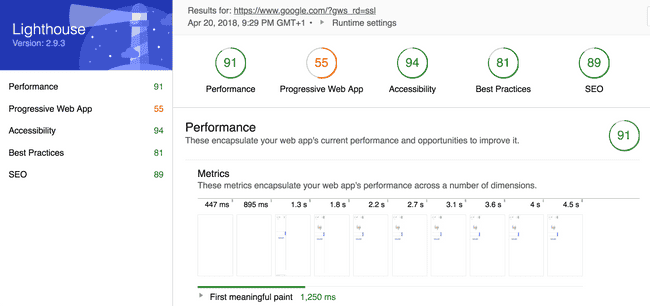 Lighthouse
Version: 2.9.3
Performance 91
Progressive Web App 55
Accessibility 94
Best Practices 81
SEO 89
Results for: https://www.google.com/?gws_rd=ssl
Apr 20, 2018, 9:29 PM GMT+1 • ▸ Runtime settings
91 55 94 81 89
Performance Progressive Web App Accessibility Best Practices SEO
Performance 91
These encapsulate your web app's current performance and opportunities to improve it.
Metrics
These metrics encapsulate your web app's performance across a number of dimensions.
447 ms 895 ms 1.3 s 1.8 s 2.2 s 2.7 s 3.1 s 3.6 s 4 s 4.5 s
▸ First meaningful paint 1,250 ms